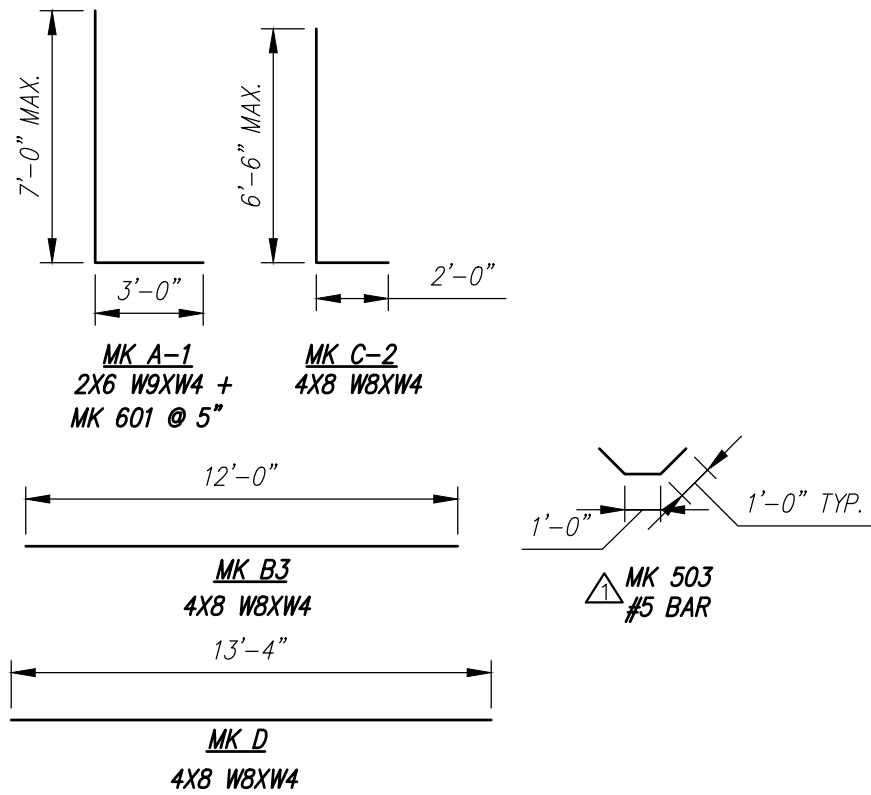 7'-0" MAX.
3'-0"
MK A-1
2X6 W9XW4 +
MK 601 @ 5"
6'-6" MAX.
2'-0"
MK C-2
4X8 W8XW4
12'-0"
MK B3
4X8 W8XW4
1'-0"
1'-0" TYP.
1
MK 503
#5 BAR
13'-4"
MK D
4X8 W8XW4